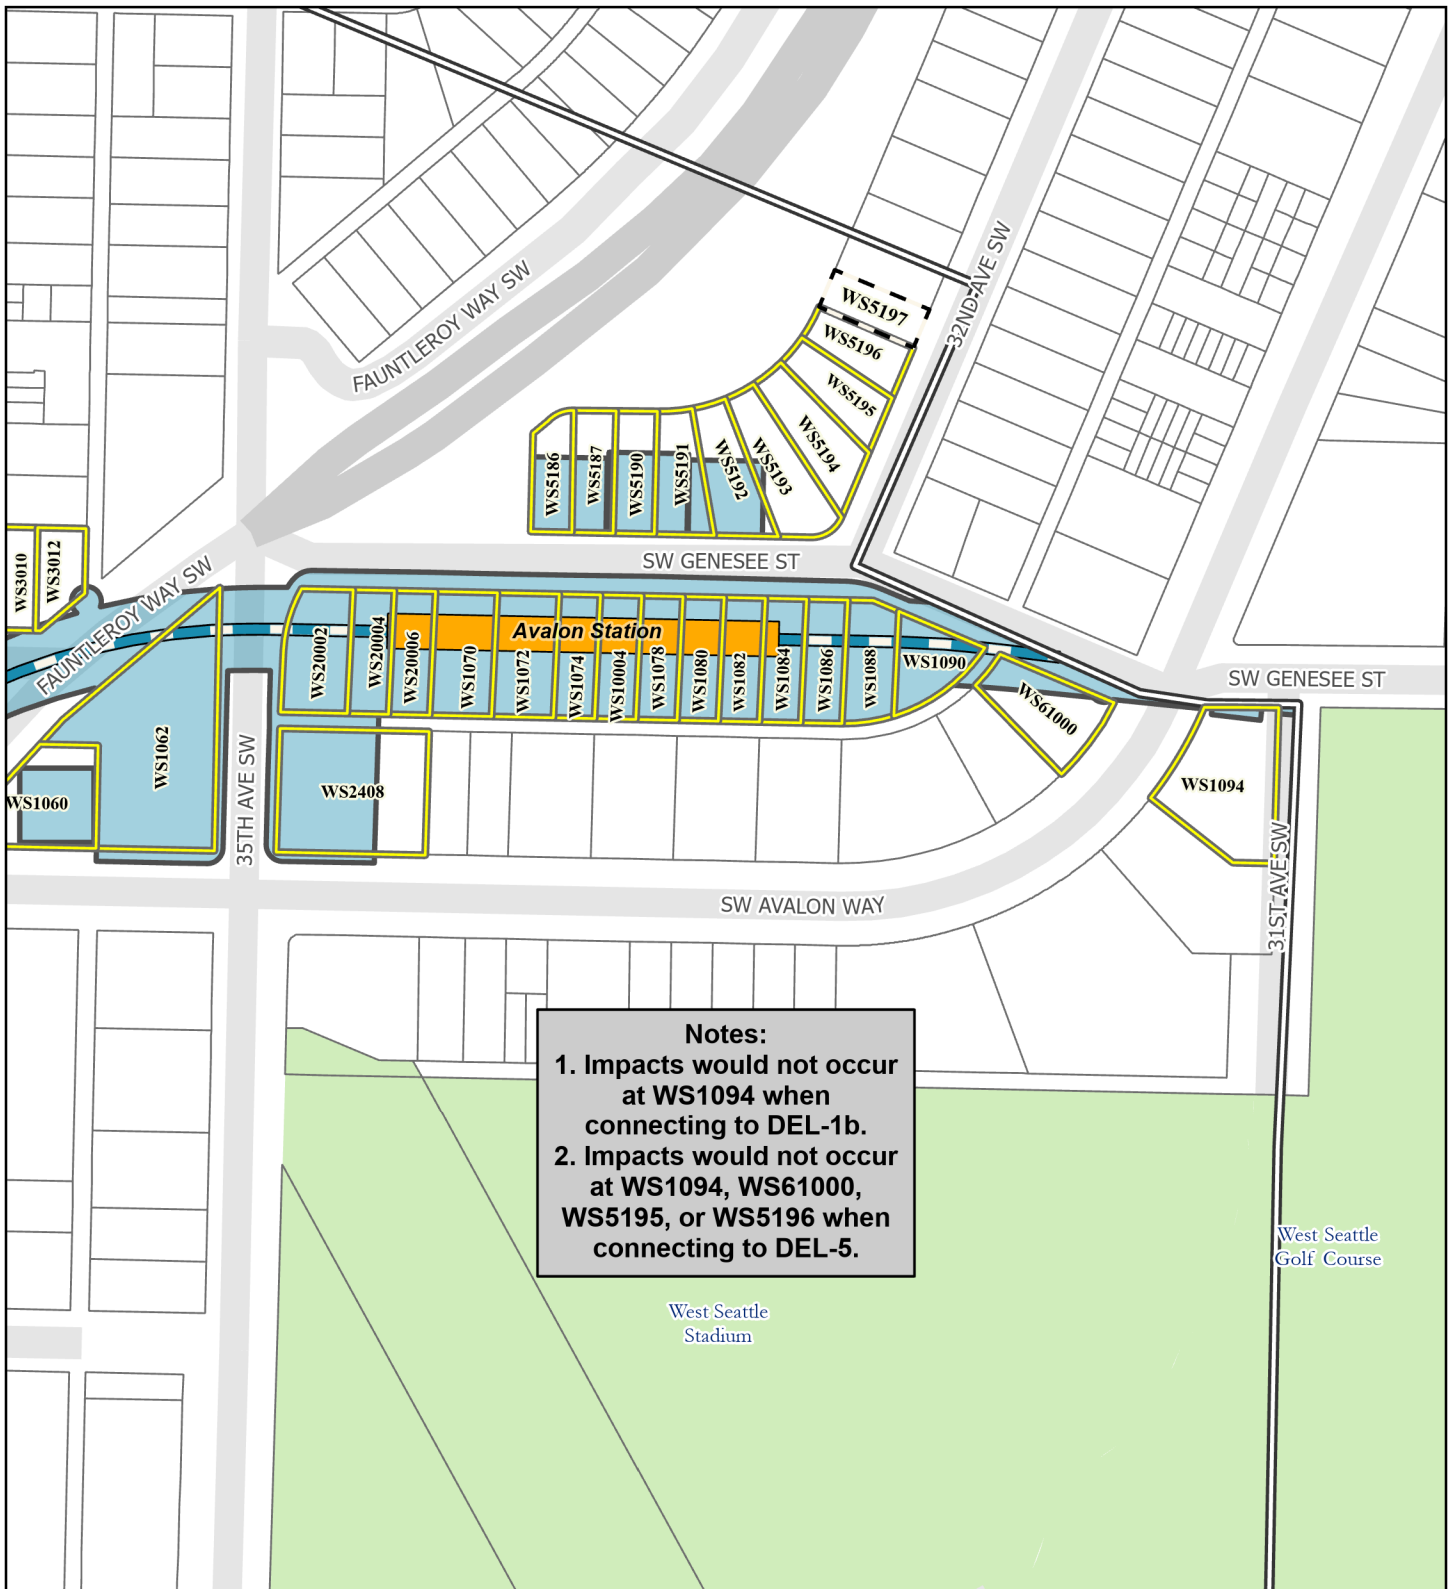 WS5197
32ND AVE SW
WS5196
FAUNTLEROY WAY SW
WS5195
WS5194
WS5186
WS5187
WS5190
WS5191
WS5192
WS5193
SW GENESEE ST
WS3010
WS3012
FAUNTLEROY WAY SW
Avalon Station
WS20002
WS20004
WS20006
WS1070
WS1072
WS1074
WS10004
WS1078
WS1080
WS1082
WS1084
WS1086
WS1088
WS1090
WS61000
SW GENESEE ST
WS1062
WS1060
35TH AVE SW
WS2408
WS1094
31ST AVE SW
SW AVALON WAY
Notes:
1. Impacts would not occur
at WS1094 when
connecting to DEL-1b.
2. Impacts would not occur
at WS1094, WS61000,
WS5195, or WS5196 when
connecting to DEL-5.
West Seattle
Golf Course
West Seattle
Stadium